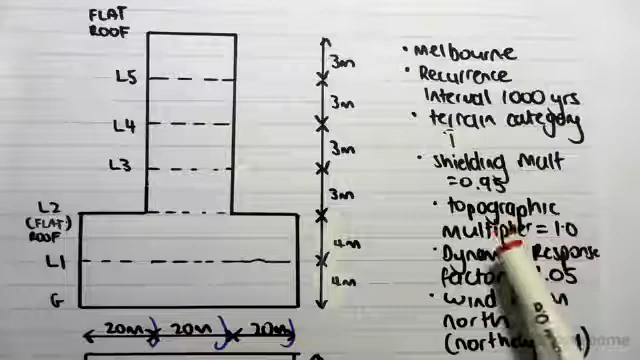 FLAT
ROOF
L5
L4
L3
L2
(FLAT)
ROOF
L1
G
3m
3m
3m
3m
4m
4m
20m
20m
20m
• Melbourne
• Recurrence
Interval 1000 yrs
• terrain category
1
• shielding Mult
= 0.95
• topographic
Multiplier = 1.0
• Dynam Response
factor 1.05
• wind
north
(north 1)